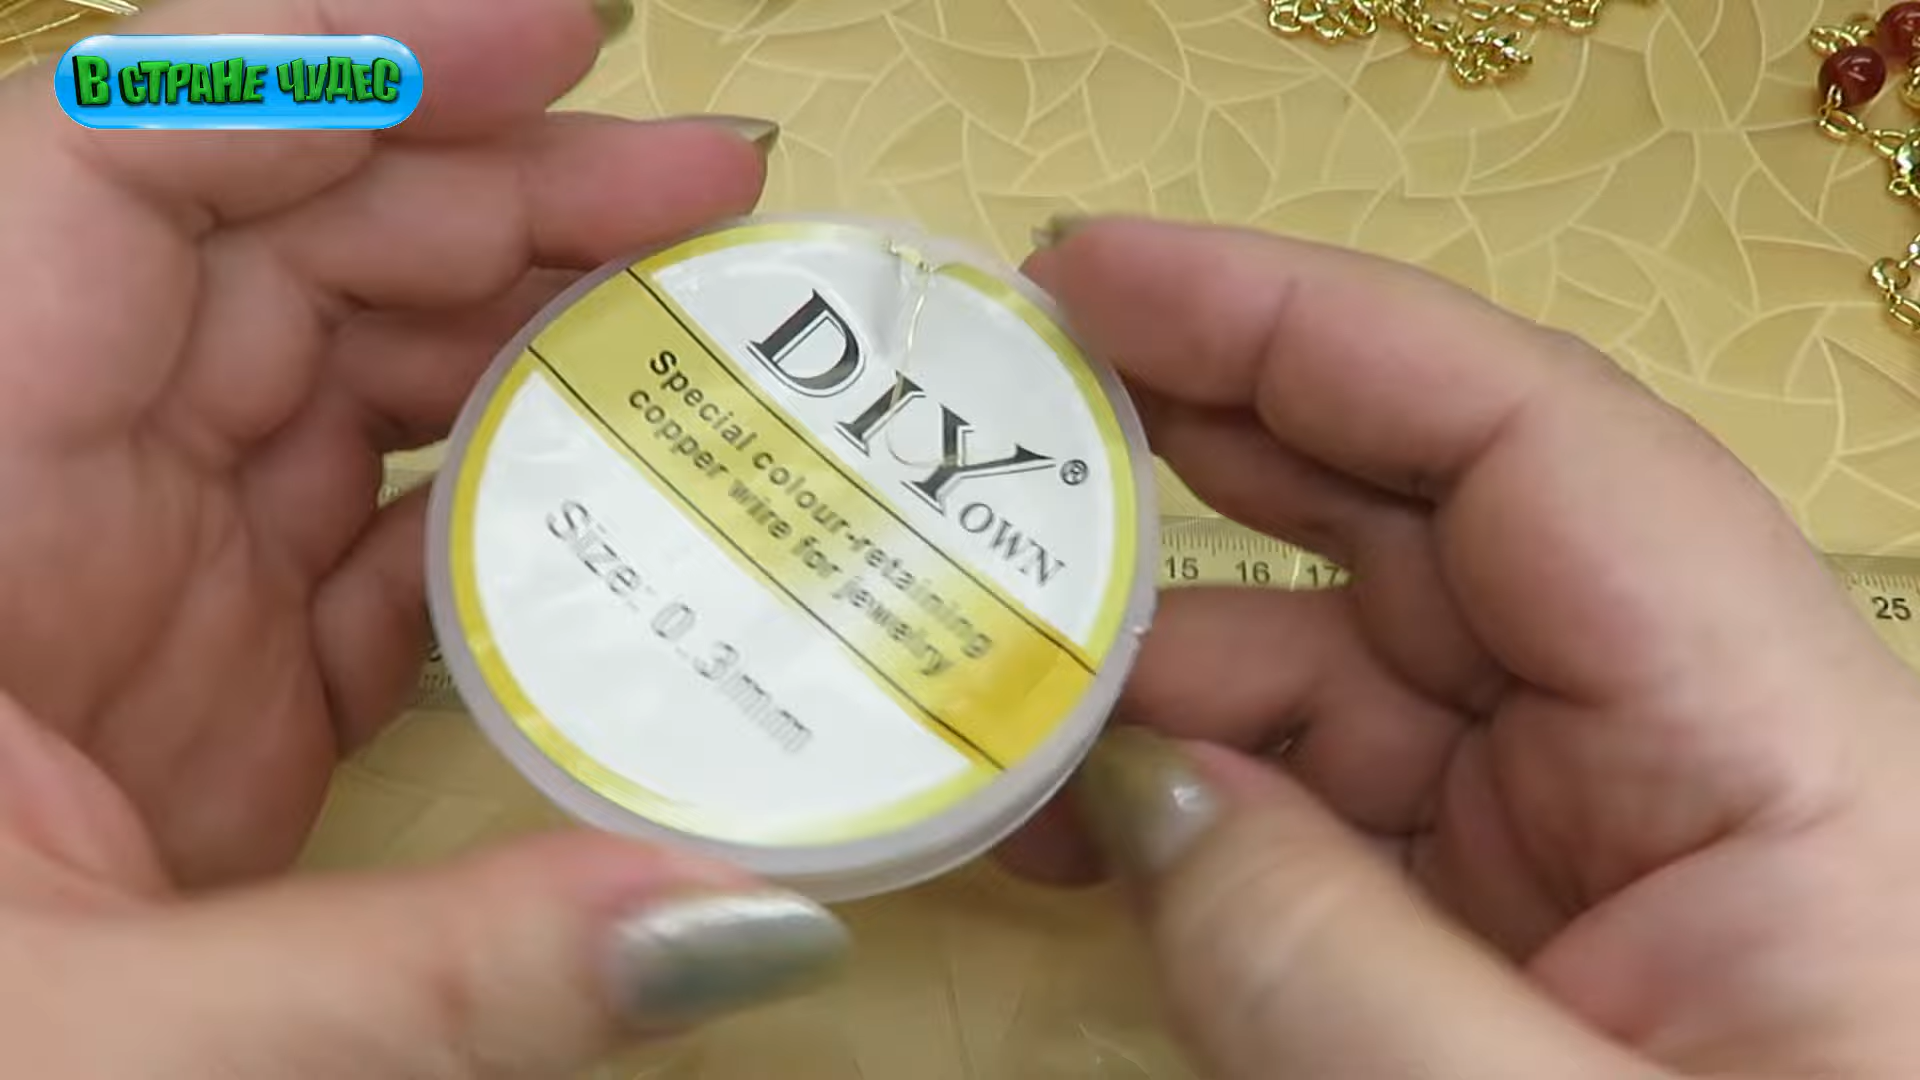 В СТРАНЕ ЧУДЕС
DIY®
OWN
Special colour-retaining
copper wire for jewelry
Size: 0.3mm
15 16 17
25